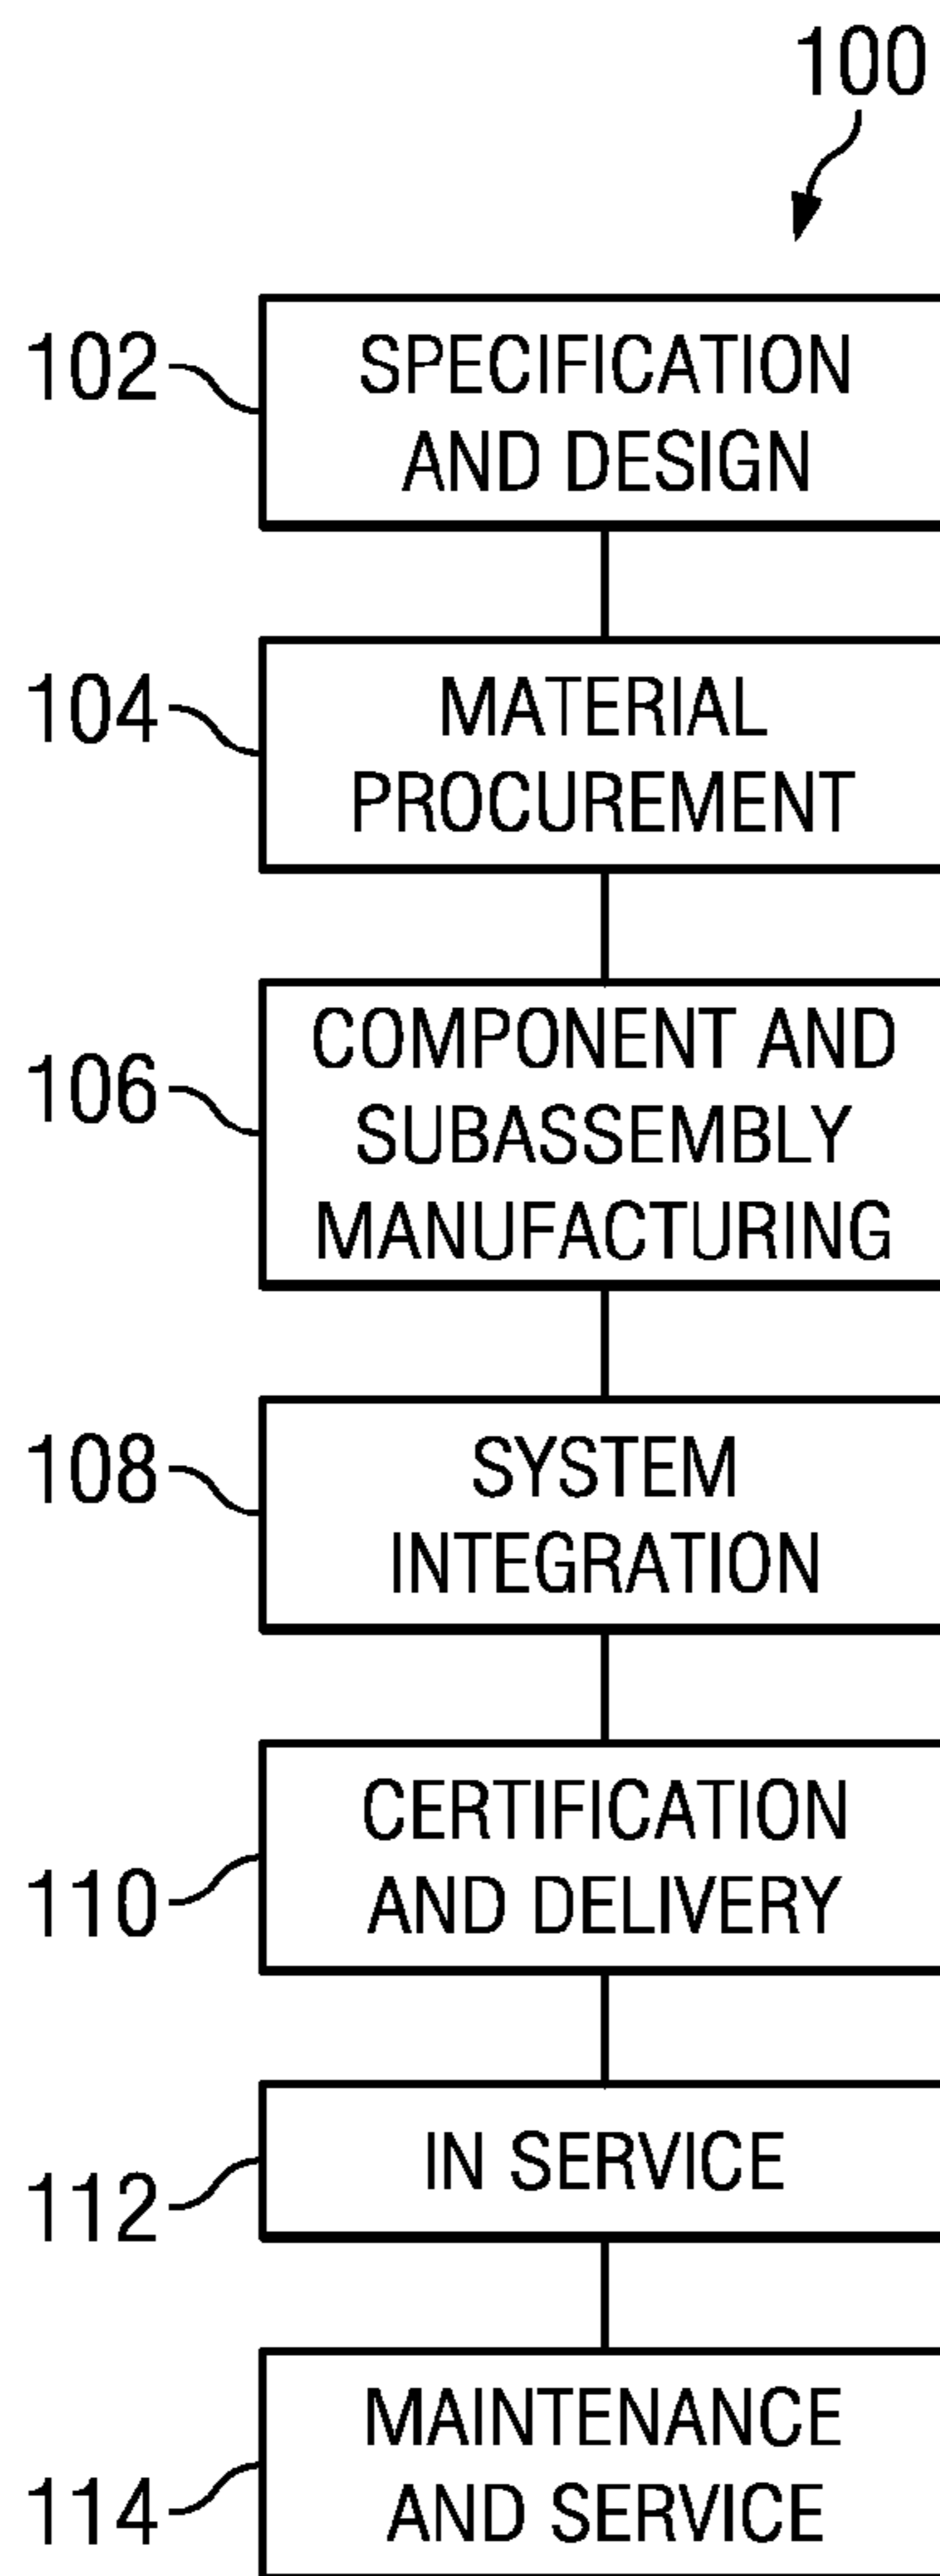 100
102
SPECIFICATION
AND DESIGN
104
MATERIAL
PROCUREMENT
106
COMPONENT AND
SUBASSEMBLY
MANUFACTURING
108
SYSTEM
INTEGRATION
110
CERTIFICATION
AND DELIVERY
112
IN SERVICE
114
MAINTENANCE
AND SERVICE